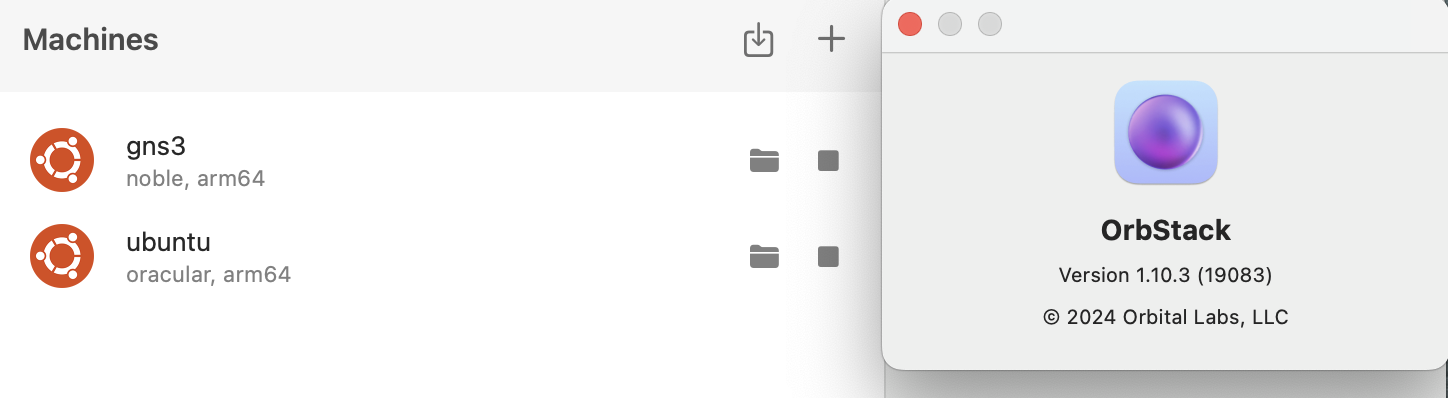 Machines
gns3
noble, arm64
ubuntu
oracular, arm64
OrbStack
Version 1.10.3 (19083)
© 2024 Orbital Labs, LLC